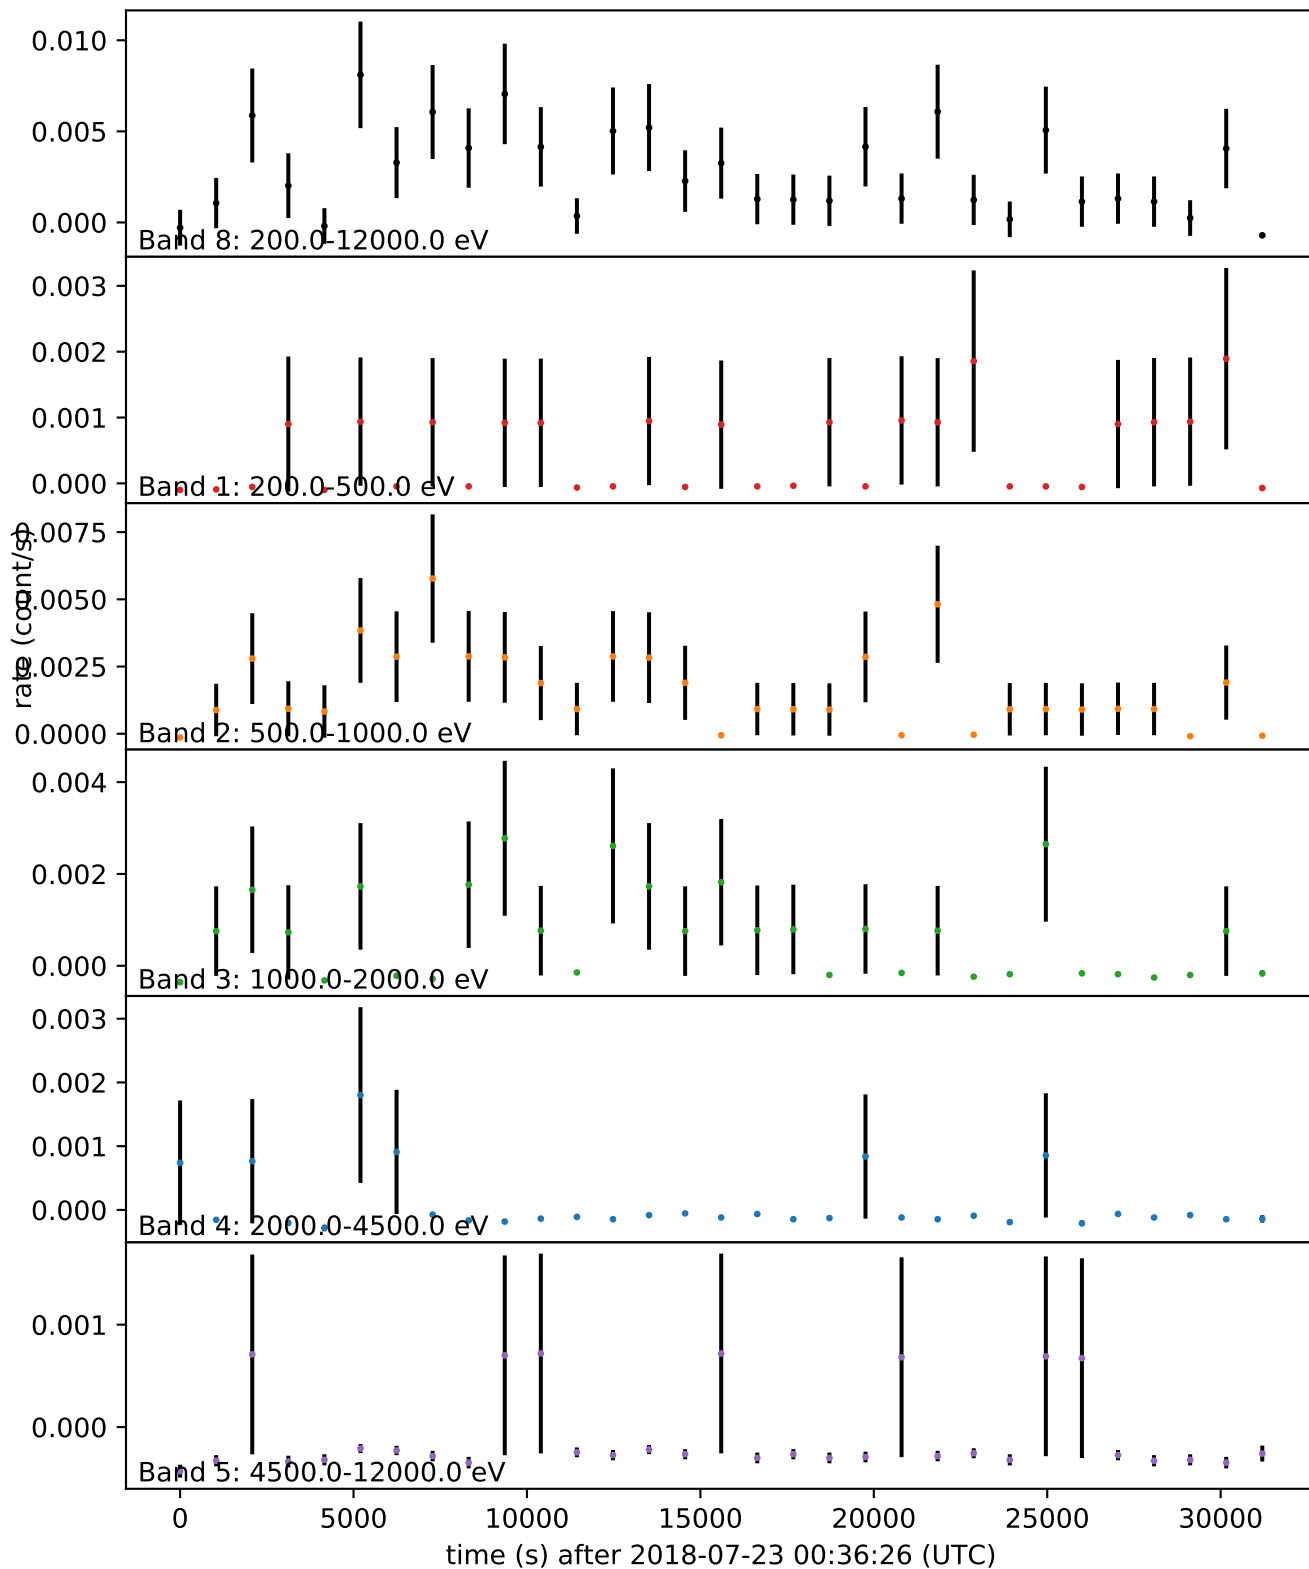 0.010
0.005
0.000
Band 8: 200.0-12000.0 eV
0.003
0.002
0.001
0.000
Band 1: 200.0-500.0 eV
rate (count/s)
0.0075
0.0050
0.0025
0.0000
Band 2: 500.0-1000.0 eV
0.004
0.002
0.000
Band 3: 1000.0-2000.0 eV
0.003
0.002
0.001
0.000
Band 4: 2000.0-4500.0 eV
0.001
0.000
Band 5: 4500.0-12000.0 eV
0 5000 10000 15000 20000 25000 30000
time (s) after 2018-07-23 00:36:26 (UTC)